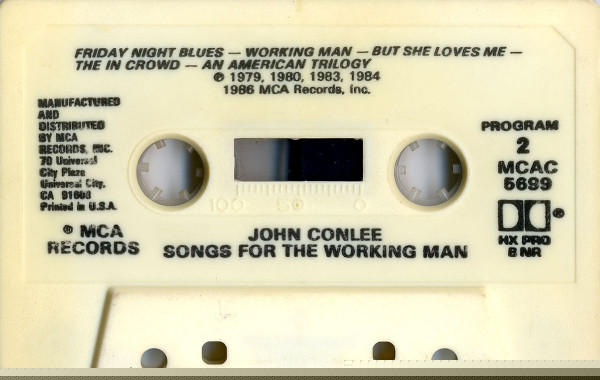 FRIDAY NIGHT BLUES — WORKING MAN — BUT SHE LOVES ME —
THE IN CROWD — AN AMERICAN TRILOGY
℗ 1979, 1980, 1983, 1984
1986 MCA Records, Inc.
MANUFACTURED
AND
DISTRIBUTED
BY MCA
RECORDS, INC.
70 Universal
City Plaza
Universal City,
CA 91608
Printed in U.S.A.
® MCA
RECORDS
100 50 0
PROGRAM
2
MCAC
5699
®
HX PRO
B NR
JOHN CONLEE
SONGS FOR THE WORKING MAN